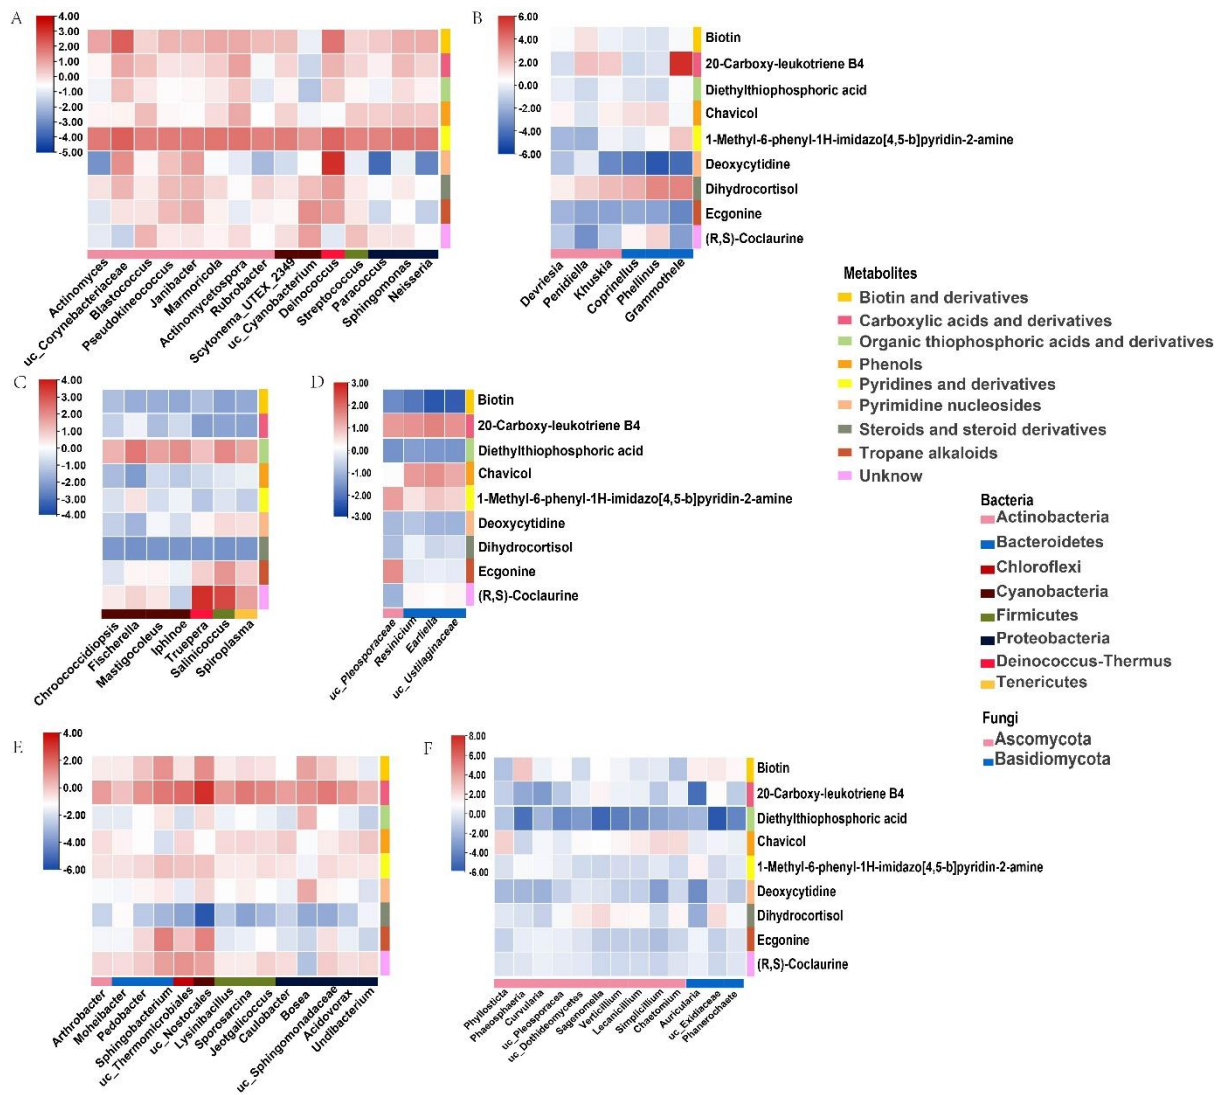 A
4.00
3.00
2.00
1.00
0.00
-1.00
-2.00
-3.00
-4.00
-5.00
Actinomyces
uc_Corynebacteriaceae
Blastococcus
Pseudokineococcus
Janibacter
Marmoricola
Actinomycetospora
Rubrobacter
Scytonema_UTEX_2349
uc_Cyanobacterium
Deinococcus
Streptococcus
Paracoccus
Sphingomonas
Neisseria
B
6.00
4.00
2.00
0.00
-2.00
-4.00
-6.00
Biotin
20-Carboxy-leukotriene B4
Diethylthiophosphoric acid
Chavicol
1-Methyl-6-phenyl-1H-imidazo[4,5-b]pyridin-2-amine
Deoxycytidine
Dihydrocortisol
Ecgonine
(R,S)-Coclaurine
Devriesia
Penidiella
Khuskia
Coprinellus
Phellinus
Grammothele
Metabolites
Biotin and derivatives
Carboxylic acids and derivatives
Organic thiophosphoric acids and derivatives
Phenols
Pyridines and derivatives
Pyrimidine nucleosides
Steroids and steroid derivatives
Tropane alkaloids
Unknow
C
4.00
3.00
2.00
1.00
0.00
-1.00
-2.00
-3.00
-4.00
Chroococcidiopsis
Fischerella
Mastigocoleus
Iphinoe
Truepera
Salinicoccus
Spiroplasma
D
3.00
2.00
1.00
0.00
-1.00
-2.00
-3.00
Biotin
20-Carboxy-leukotriene B4
Diethylthiophosphoric acid
Chavicol
1-Methyl-6-phenyl-1H-imidazo[4,5-b]pyridin-2-amine
Deoxycytidine
Dihydrocortisol
Ecgonine
(R,S)-Coclaurine
uc_Pleosporaceae
Resinicium
Earliella
uc_Ustilaginaceae
Bacteria
Actinobacteria
Bacteroidetes
Chloroflexi
Cyanobacteria
Firmicutes
Proteobacteria
Deinococcus-Thermus
Tenericutes
Fungi
Ascomycota
Basidiomycota
E
4.00
2.00
0.00
-2.00
-4.00
-6.00
Arthrobacter
Moheibacter
Pedobacter
Sphingobacterium
uc_Thermomicrobiales
uc_Nostocales
Lysinibacillus
Sporosarcina
Jeotgalicoccus
Caulobacter
Bosea
uc_Sphingomonadaceae
Acidovorax
Undibacterium
F
8.00
6.00
4.00
2.00
0.00
-2.00
-4.00
-6.00
Biotin
20-Carboxy-leukotriene B4
Diethylthiophosphoric acid
Chavicol
1-Methyl-6-phenyl-1H-imidazo[4,5-b]pyridin-2-amine
Deoxycytidine
Dihydrocortisol
Ecgonine
(R,S)-Coclaurine
Phyllosticta
Phaeosphaeria
Curvularia
uc_Pleosporacea
uc_Dothideomycetes
Sagenomella
Verticillium
Lecanicillium
Simplicillium
Chaetomium
Auricularia
uc_Exidiaceae
Phanerochaete